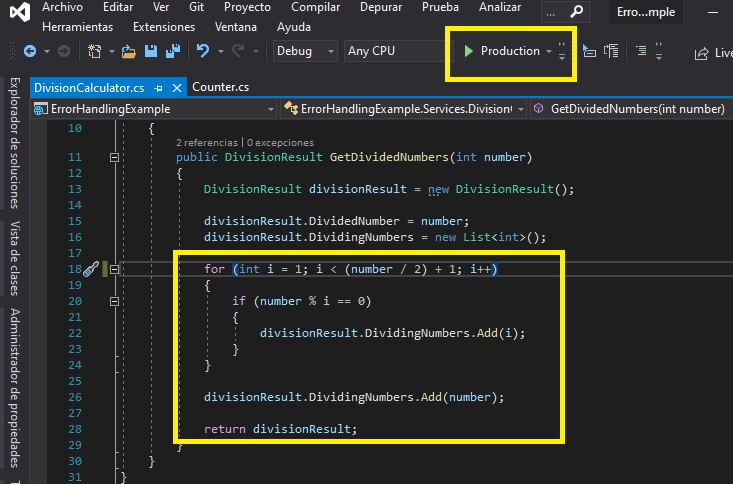 Archivo Editar Ver Git Proyecto Compilar Depurar Prueba Analizar
Herramientas Extensiones Ventana Ayuda
... Erro...mple
Debug Any CPU Production Live
Explorador de soluciones
Vista de clases
Administrador de propiedades
DivisionCalculator.cs Counter.cs
ErrorHandlingExample ErrorHandlingExample.Services.Division GetDividedNumbers(int number)
10 {
2 referencias | 0 excepciones
11 public DivisionResult GetDividedNumbers(int number)
12 {
13 DivisionResult divisionResult = new DivisionResult();
14
15 divisionResult.DividedNumber = number;
16 divisionResult.DividingNumbers = new List<int>();
17
18 for (int i = 1; i < (number / 2) + 1; i++)
19 {
20 if (number % i == 0)
21 {
22 divisionResult.DividingNumbers.Add(i);
23 }
24 }
25
26 divisionResult.DividingNumbers.Add(number);
27
28 return divisionResult;
29 }
30 }
31 }